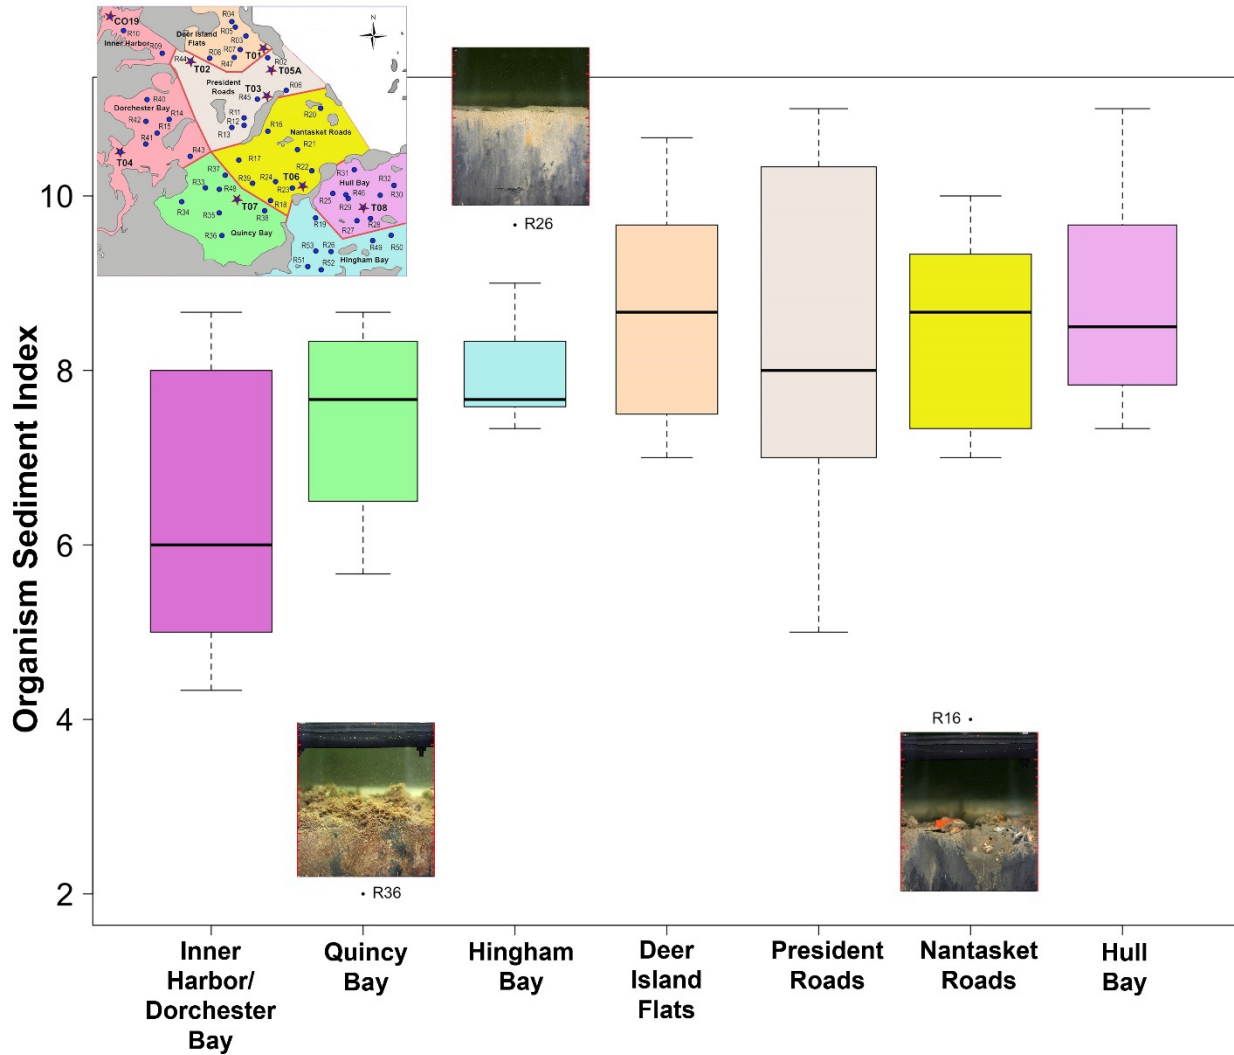 N
CO19
R10
Inner Harbor
R09
R04
Deer Island
R05
Flats
R03
R07
R08
T01
R47
R02
R44
T02
T05A
President
Roads
T03
R06
R45
R11
R12
R13
R16
R20
Nantasket Roads
R21
R17
R22
R24
R39
R23
T06
R18
Dorchester
Bay
R40
R42
R14
R15
R41
R43
T04
R37
R33
R48
R34
T07
R35
R38
R36
Quincy Bay
R31
R32
Hull Bay
R25
R46
R30
R29
T08
R27
R28
R19
R49
R50
R53
R26
R51
R52
Hingham Bay
R26
R36
R16
Organism Sediment Index
10
8
6
4
2
Inner
Harbor/
Dorchester
Bay
Quincy
Bay
Hingham
Bay
Deer
Island
Flats
President
Roads
Nantasket
Roads
Hull
Bay